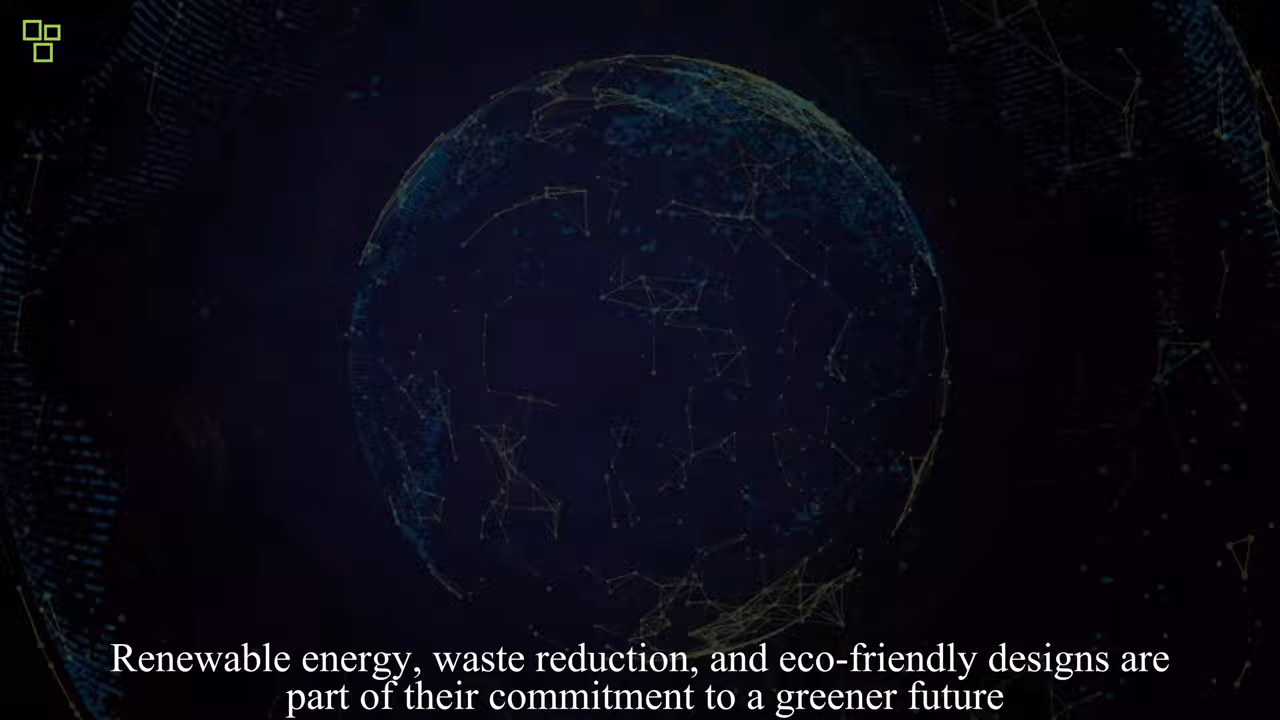 Renewable energy, waste reduction, and eco-friendly designs are
part of their commitment to a greener future